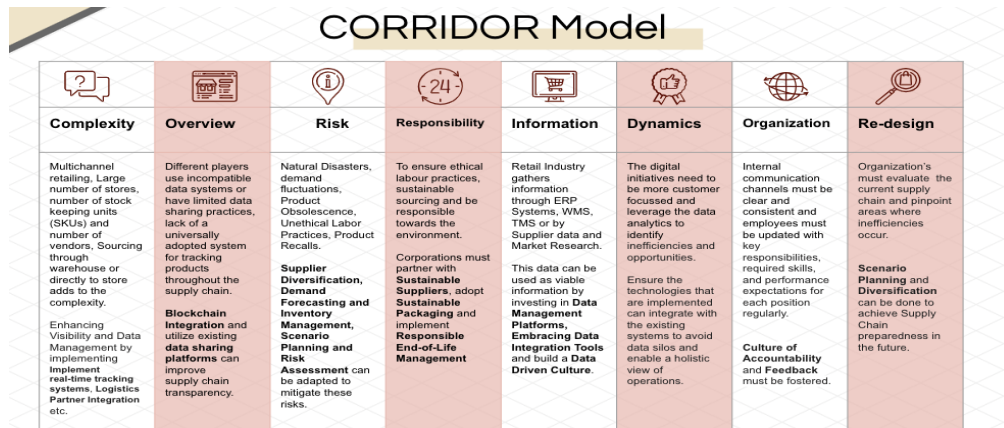 CORRIDOR Model
?
i
24
Complexity
Overview
Risk
Responsibility
Information
Dynamics
Organization
Re-design
Multichannel
retailing, Large
number of stores,
number of stock
keeping units
(SKUs) and
number of
vendors, Sourcing
through
warehouse or
directly to store
adds to the
complexity.
Enhancing
Visibility and Data
Management by
implementing
Implement
real-time tracking
systems, Logistics
Partner Integration
etc.
Different players
use incompatible
data systems or
have limited data
sharing practices,
lack of a
universally
adopted system
for tracking
products
throughout the
supply chain.
Blockchain
Integration and
utilize existing
data sharing
platforms can
improve
supply chain
transparency.
Natural Disasters,
demand
fluctuations,
Product
Obsolescence,
Unethical Labor
Practices, Product
Recalls.
Supplier
Diversification,
Demand
Forecasting and
Inventory
Management,
Scenario
Planning and
Risk
Assessment can
be adapted to
mitigate these
risks.
To ensure ethical
labour practices,
sustainable
sourcing and be
responsible
towards the
environment.
Corporations must
partner with
Sustainable
Suppliers, adopt
Sustainable
Packaging and
implement
Responsible
End-of-Life
Management
Retail Industry
gathers
information
through ERP
Systems, WMS,
TMS or by
Supplier data and
Market Research.
This data can be
used as viable
information by
investing in Data
Management
Platforms,
Embracing Data
Integration Tools
and build a Data
Driven Culture.
The digital
initiatives need to
be more customer
focussed and
leverage the data
analytics to
identify
inefficiencies and
opportunities.
Ensure the
technologies that
are implemented
can integrate with
the existing
systems to avoid
data silos and
enable a holistic
view of
operations.
Internal
communication
channels must be
clear and
consistent and
employees must
be updated with
key
responsibilities,
required skills,
and performance
expectations for
each position
regularly.
Culture of
Accountability
and Feedback
must be fostered.
Organization's
must evaluate the
current supply
chain and pinpoint
areas where
inefficiencies
occur.
Scenario
Planning and
Diversification
can be done to
achieve Supply
Chain
preparedness in
the future.